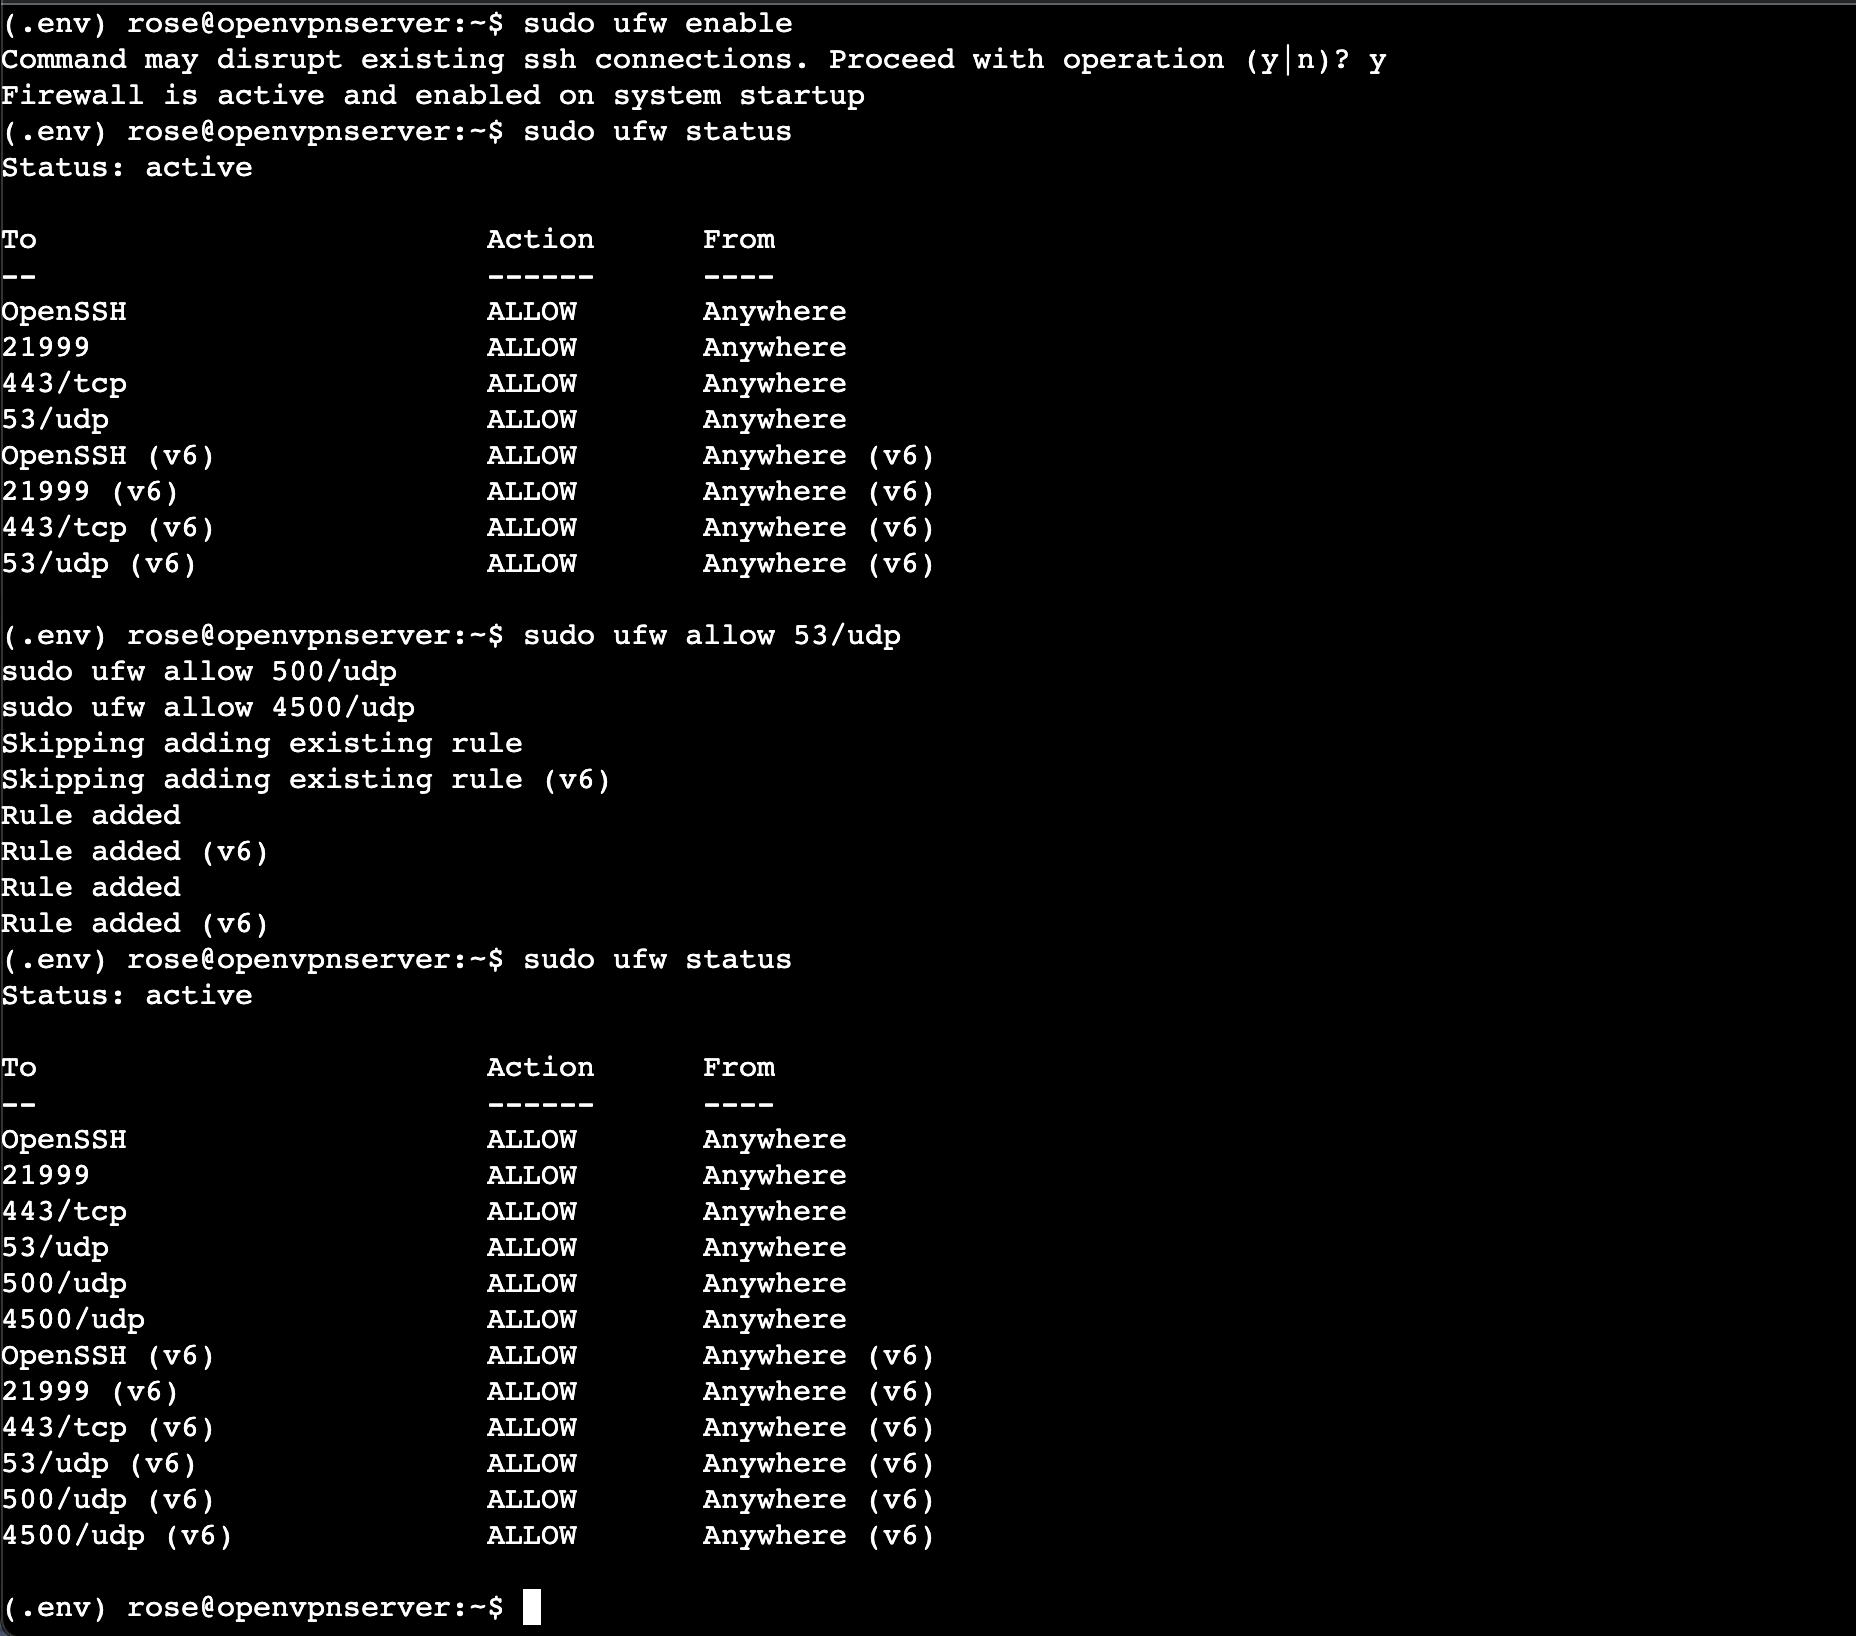 (.env) rose@openvpnserver:~$ sudo ufw enable
Command may disrupt existing ssh connections. Proceed with operation (y|n)? y
Firewall is active and enabled on system startup
(.env) rose@openvpnserver:~$ sudo ufw status
Status: active
To                         Action      From
--                         ------      ----
OpenSSH                    ALLOW       Anywhere
21999                      ALLOW       Anywhere
443/tcp                    ALLOW       Anywhere
53/udp                     ALLOW       Anywhere
OpenSSH (v6)               ALLOW       Anywhere (v6)
21999 (v6)                 ALLOW       Anywhere (v6)
443/tcp (v6)               ALLOW       Anywhere (v6)
53/udp (v6)                ALLOW       Anywhere (v6)
(.env) rose@openvpnserver:~$ sudo ufw allow 53/udp
sudo ufw allow 500/udp
sudo ufw allow 4500/udp
Skipping adding existing rule
Skipping adding existing rule (v6)
Rule added
Rule added (v6)
Rule added
Rule added (v6)
(.env) rose@openvpnserver:~$ sudo ufw status
Status: active
To                         Action      From
--                         ------      ----
OpenSSH                    ALLOW       Anywhere
21999                      ALLOW       Anywhere
443/tcp                    ALLOW       Anywhere
53/udp                     ALLOW       Anywhere
500/udp                    ALLOW       Anywhere
4500/udp                   ALLOW       Anywhere
OpenSSH (v6)               ALLOW       Anywhere (v6)
21999 (v6)                 ALLOW       Anywhere (v6)
443/tcp (v6)               ALLOW       Anywhere (v6)
53/udp (v6)                ALLOW       Anywhere (v6)
500/udp (v6)               ALLOW       Anywhere (v6)
4500/udp (v6)              ALLOW       Anywhere (v6)
(.env) rose@openvpnserver:~$